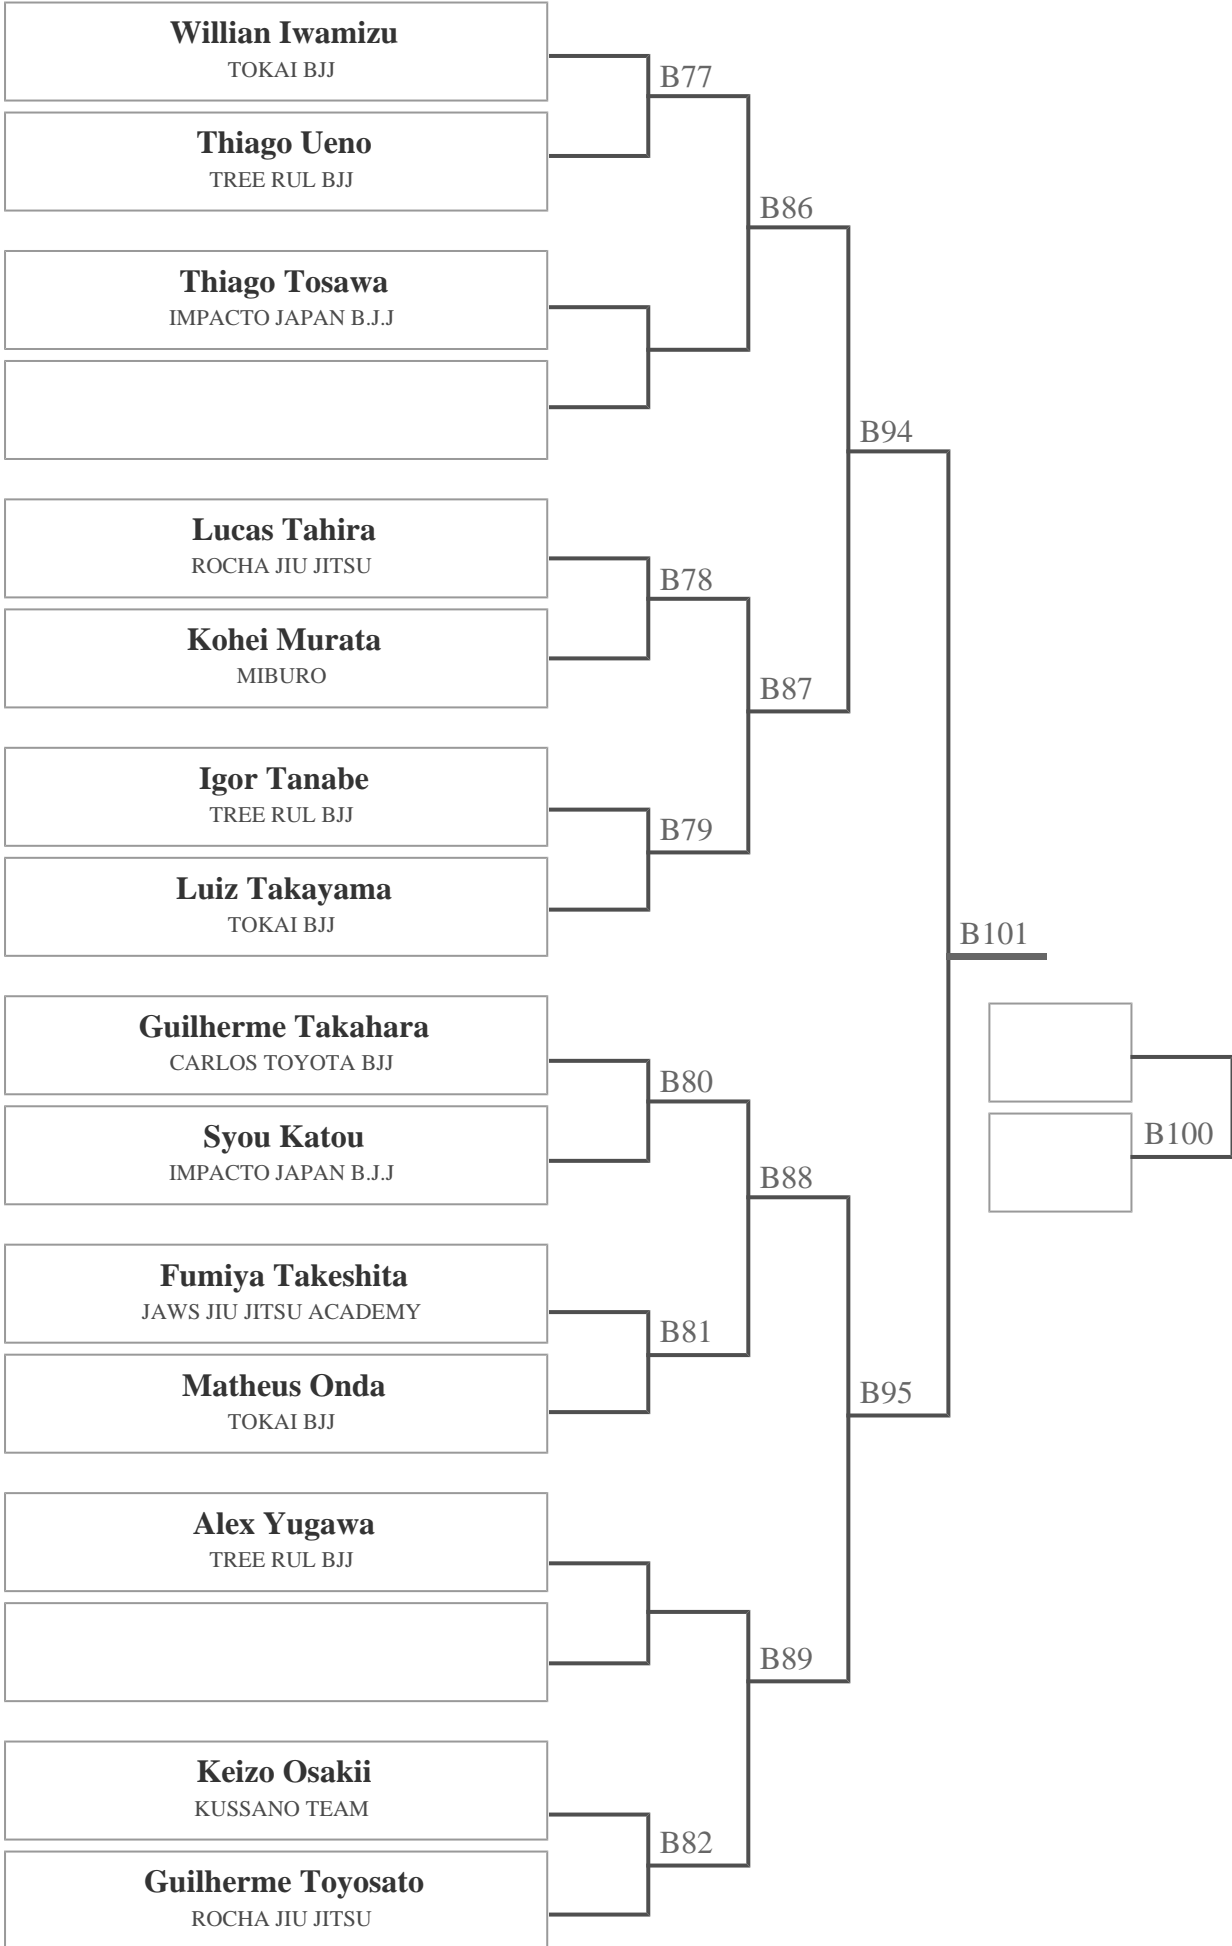 Willian Iwamizu
TOKAI BJJ
B77
Thiago Ueno
TREE RUL BJJ
B86
Thiago Tosawa
IMPACTO JAPAN B.J.J
B94
Lucas Tahira
ROCHA JIU JITSU
B78
Kohei Murata
MIBURO
B87
Igor Tanabe
TREE RUL BJJ
B79
Luiz Takayama
TOKAI BJJ
B101
Guilherme Takahara
CARLOS TOYOTA BJJ
B80
Syou Katou
IMPACTO JAPAN B.J.J
B100
B88
Fumiya Takeshita
JAWS JIU JITSU ACADEMY
B81
Matheus Onda
TOKAI BJJ
B95
Alex Yugawa
TREE RUL BJJ
B89
Keizo Osakii
KUSSANO TEAM
B82
Guilherme Toyosato
ROCHA JIU JITSU